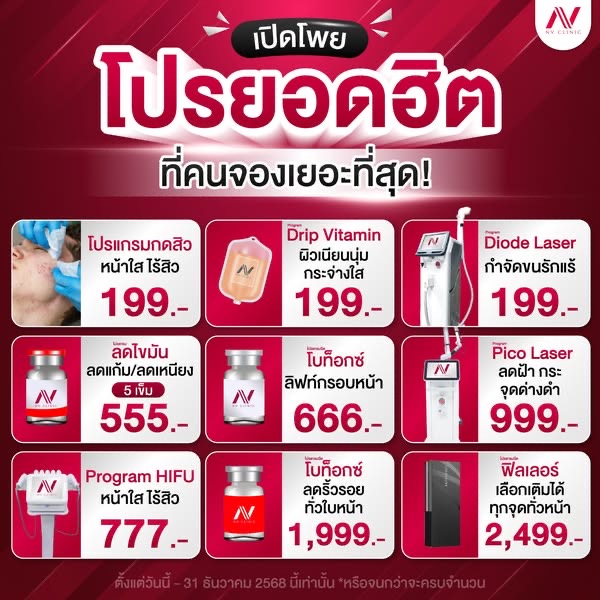 NV CLINIC
เปิดโพย
โปรยอดฮิต
ที่คนจองเยอะที่สุด!
โปรแกรมกดสิว
หน้าใส ไร้สิว
199.-
Program
Drip Vitamin
ผิวเนียนนุ่ม
กระจ่างใส
199.-
Program
Diode Laser
กำจัดขนรักแร้
199.-
โปรแกรม
ลดไขมัน
ลดแก้ม/ลดเหนียง
5 เข็ม
555.-
โปรแกรมฉีด
โบท็อกซ์
ลิฟท์กรอบหน้า
666.-
Program
Pico Laser
ลดฝ้า กระ
จุดด่างดำ
999.-
Program HIFU
หน้าใส ไร้สิว
777.-
โปรแกรมฉีด
โบท็อกซ์
ลดริ้วรอย
ทั่วใบหน้า
1,999.-
โปรแกรมฉีด
ฟิลเลอร์
เลือกเติมได้
ทุกจุดทั่วหน้า
2,499.-
ตั้งแต่วันนี้ - 31 ธันวาคม 2568 นี้เท่านั้น *หรือจนกว่าจะครบจำนวน